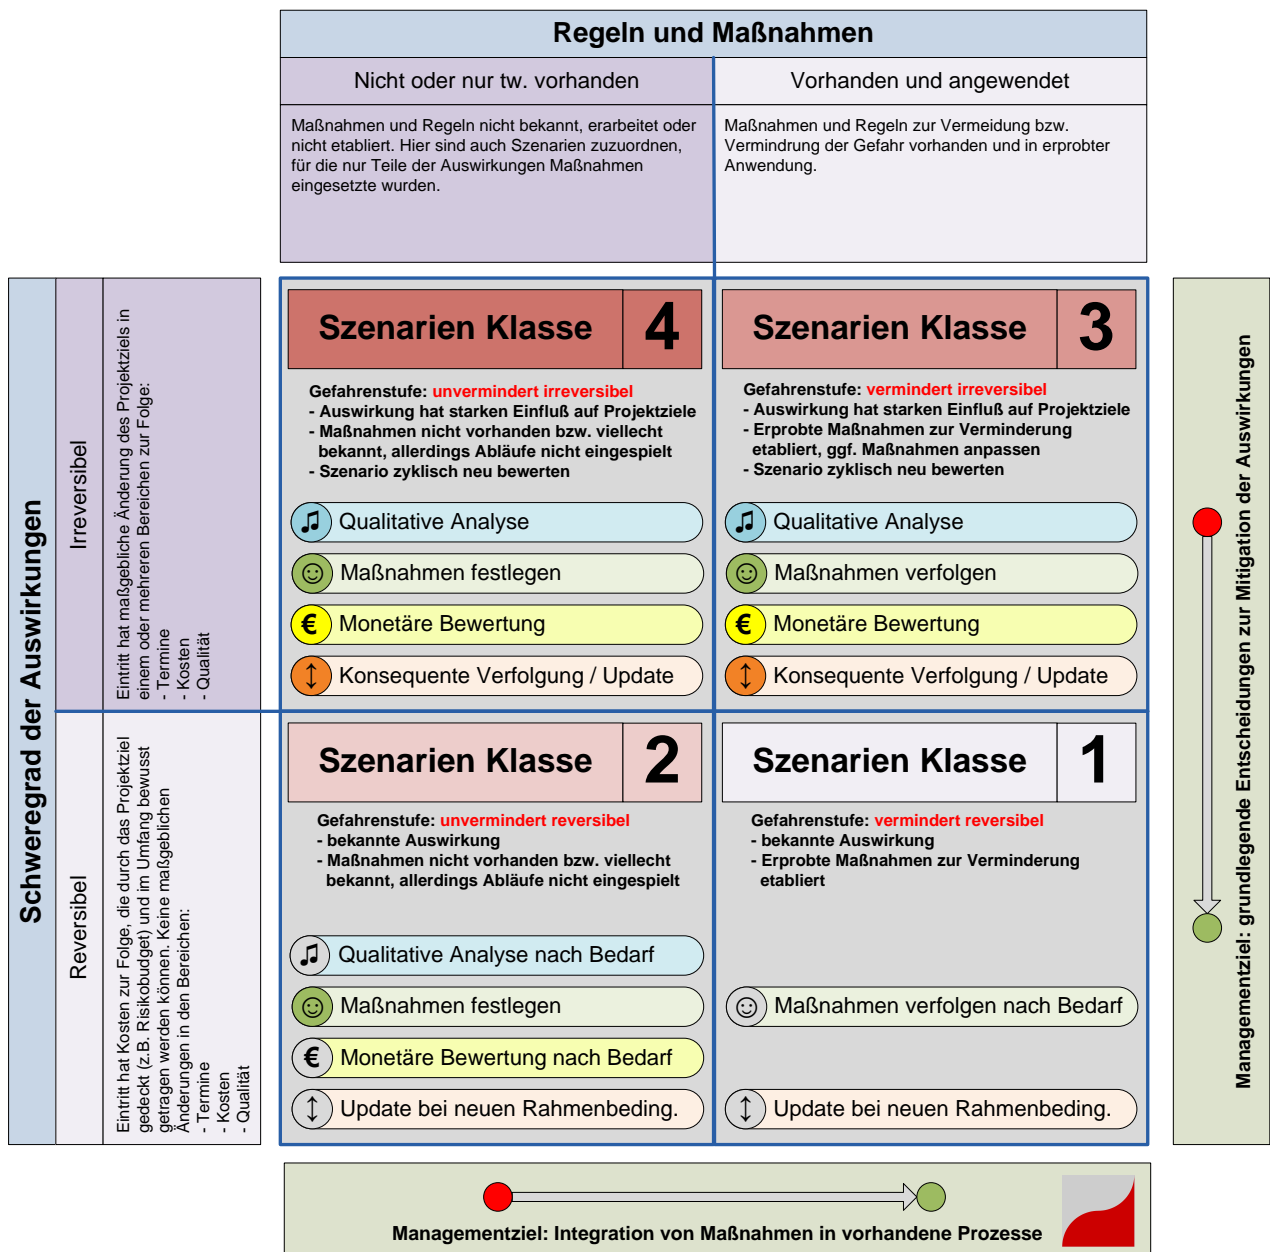 Regeln und Maßnahmen
Nicht oder nur tw. vorhanden
Vorhanden und angewendet
Maßnahmen und Regeln nicht bekannt, erarbeitet oder
nicht etabliert. Hier sind auch Szenarien zuzuordnen,
für die nur Teile der Auswirkungen Maßnahmen
eingesetzte wurden.
Maßnahmen und Regeln zur Vermeidung bzw.
Vermindrung der Gefahr vorhanden und in erprobter
Anwendung.
Schweregrad der Auswirkungen
Irreversibel
Eintritt hat maßgebliche Änderung des Projektziels in
einem oder mehreren Bereichen zur Folge:
- Termine
- Kosten
- Qualität
Szenarien Klasse 4
Gefahrenstufe: unvermindert irreversibel
- Auswirkung hat starken Einfluß auf Projektziele
- Maßnahmen nicht vorhanden bzw. viellecht
bekannt, allerdings Abläufe nicht eingespielt
- Szenario zyklisch neu bewerten
Qualitative Analyse
Maßnahmen festlegen
€ Monetäre Bewertung
Konsequente Verfolgung / Update
Szenarien Klasse 3
Gefahrenstufe: vermindert irreversibel
- Auswirkung hat starken Einfluß auf Projektziele
- Erprobte Maßnahmen zur Verminderung
etabliert, ggf. Maßnahmen anpassen
- Szenario zyklisch neu bewerten
Qualitative Analyse
Maßnahmen verfolgen
€ Monetäre Bewertung
Konsequente Verfolgung / Update
Reversibel
Eintritt hat Kosten zur Folge, die durch das Projektziel
gedeckt (z.B. Risikobudget) und im Umfang bewusst
getragen werden können. Keine maßgeblichen
Änderungen in den Bereichen:
- Termine
- Kosten
- Qualität
Szenarien Klasse 2
Gefahrenstufe: unvermindert reversibel
- bekannte Auswirkung
- Maßnahmen nicht vorhanden bzw. viellecht
bekannt, allerdings Abläufe nicht eingespielt
Qualitative Analyse nach Bedarf
Maßnahmen festlegen
€ Monetäre Bewertung nach Bedarf
Update bei neuen Rahmenbeding.
Szenarien Klasse 1
Gefahrenstufe: vermindert reversibel
- bekannte Auswirkung
- Erprobte Maßnahmen zur Verminderung
etabliert
Maßnahmen verfolgen nach Bedarf
Update bei neuen Rahmenbeding.
Managementziel: grundlegende Entscheidungen zur Mitigation der Auswirkungen
Managementziel: Integration von Maßnahmen in vorhandene Prozesse